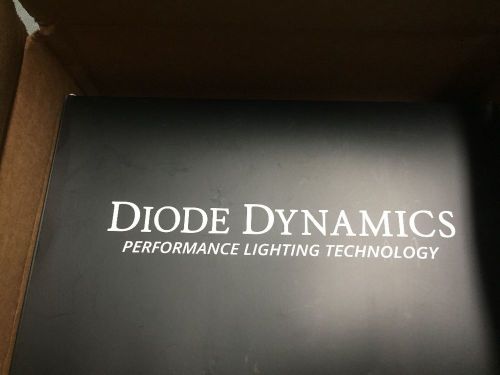 DIODE DYNAMICS
PERFORMANCE LIGHTING TECHNOLOGY